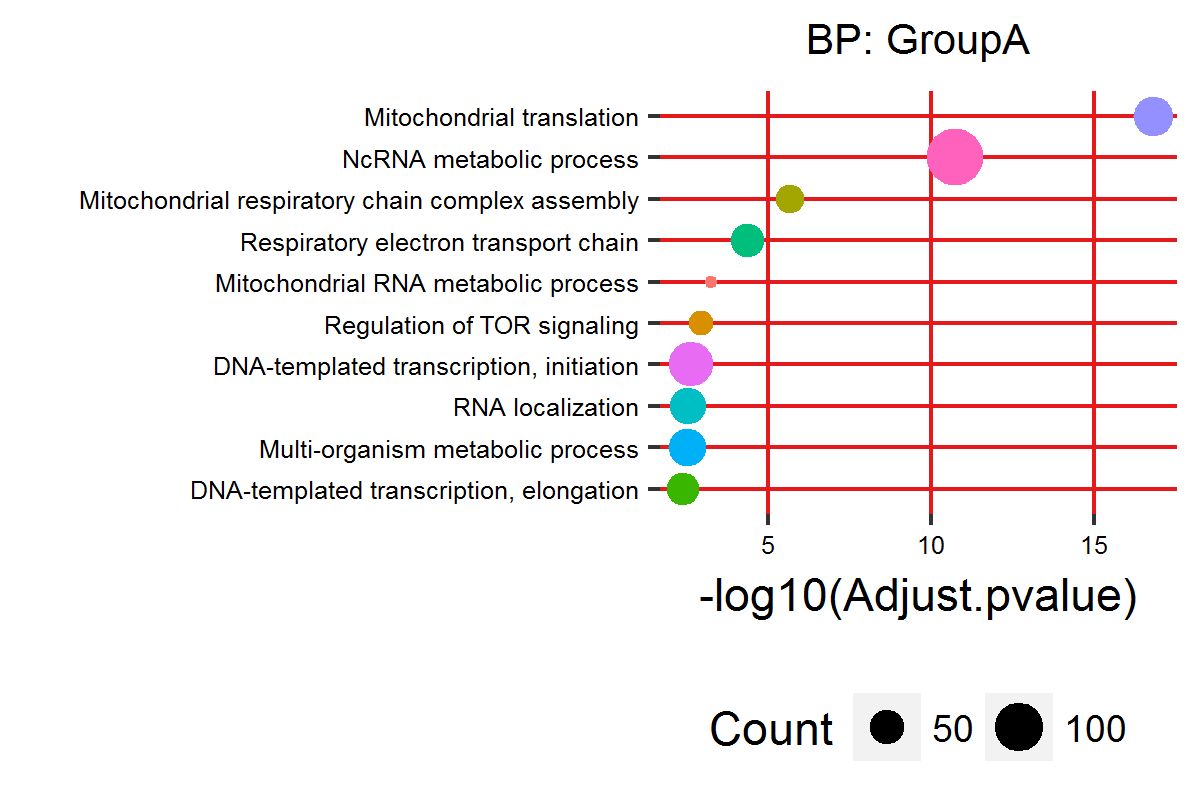 BP: GroupA
Mitochondrial translation
NcRNA metabolic process
Mitochondrial respiratory chain complex assembly
Respiratory electron transport chain
Mitochondrial RNA metabolic process
Regulation of TOR signaling
DNA-templated transcription, initiation
RNA localization
Multi-organism metabolic process
DNA-templated transcription, elongation
5 10 15
-log10(Adjust.pvalue)
Count 50 100